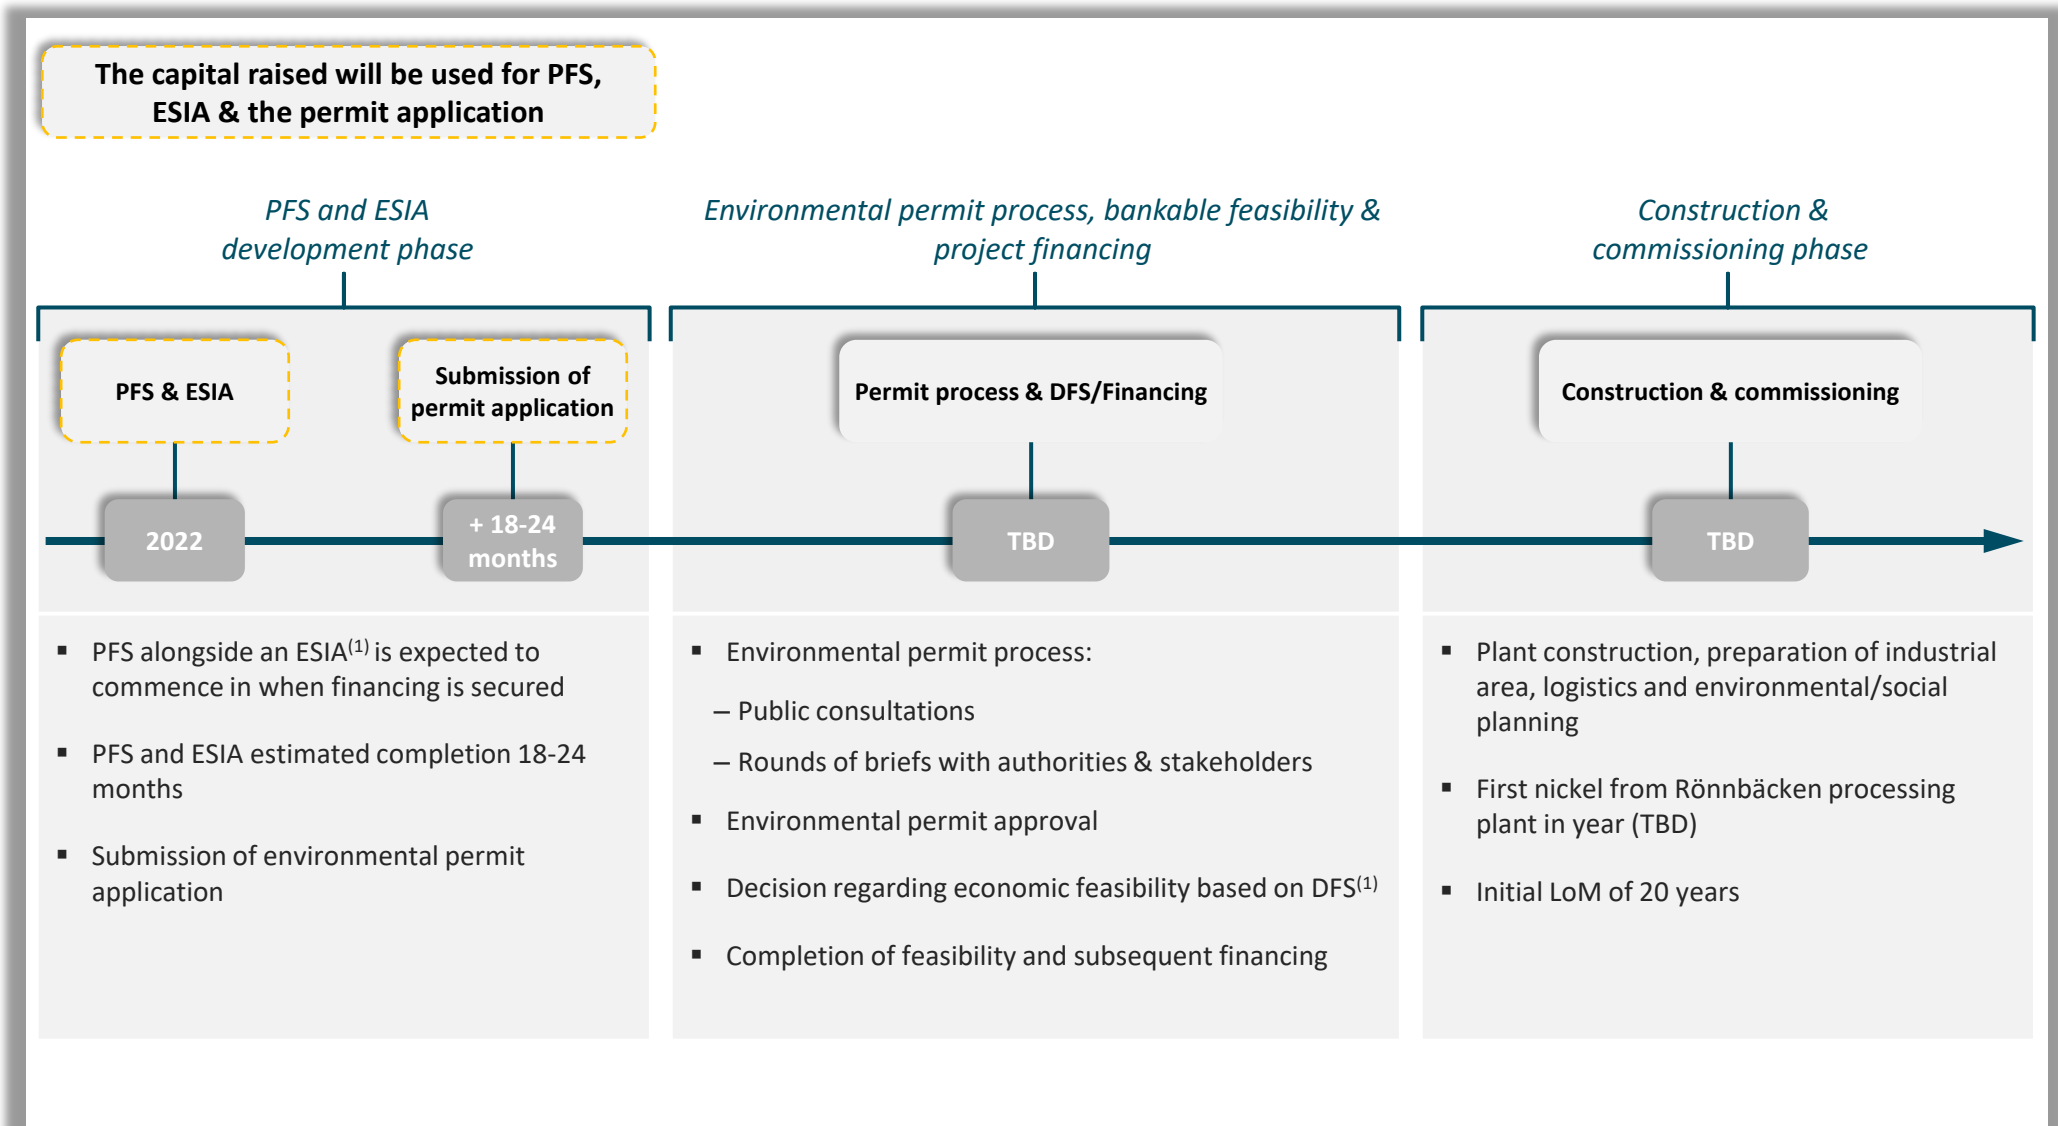 The capital raised will be used for PFS,
ESIA & the permit application
PFS and ESIA
development phase
Environmental permit process, bankable feasibility &
project financing
Construction &
commissioning phase
PFS & ESIA
Submission of
permit application
Permit process & DFS/Financing
Construction & commissioning
2022
+ 18-24
months
TBD
TBD
▪ PFS alongside an ESIA(1) is expected to
commence in when financing is secured
▪ PFS and ESIA estimated completion 18-24
months
▪ Submission of environmental permit
application
▪ Environmental permit process:
– Public consultations
– Rounds of briefs with authorities & stakeholders
▪ Environmental permit approval
▪ Decision regarding economic feasibility based on DFS(1)
▪ Completion of feasibility and subsequent financing
▪ Plant construction, preparation of industrial
area, logistics and environmental/social
planning
▪ First nickel from Rönnbäcken processing
plant in year (TBD)
▪ Initial LoM of 20 years